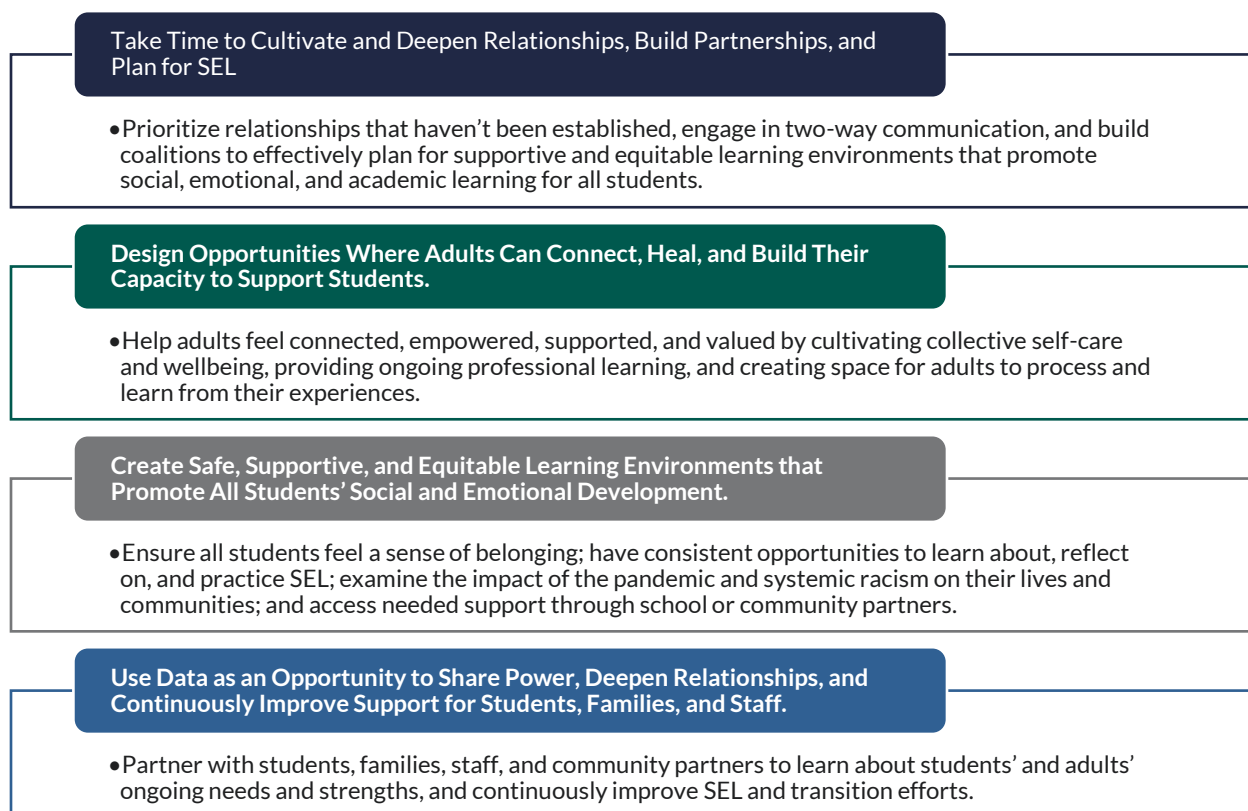 Take Time to Cultivate and Deepen Relationships, Build Partnerships, and
Plan for SEL
•Prioritize relationships that haven’t been established, engage in two-way communication, and build
coalitions to effectively plan for supportive and equitable learning environments that promote
social, emotional, and academic learning for all students.
Design Opportunities Where Adults Can Connect, Heal, and Build Their
Capacity to Support Students.
•Help adults feel connected, empowered, supported, and valued by cultivating collective self-care
and wellbeing, providing ongoing professional learning, and creating space for adults to process and
learn from their experiences.
Create Safe, Supportive, and Equitable Learning Environments that
Promote All Students’ Social and Emotional Development.
•Ensure all students feel a sense of belonging; have consistent opportunities to learn about, reflect
on, and practice SEL; examine the impact of the pandemic and systemic racism on their lives and
communities; and access needed support through school or community partners.
Use Data as an Opportunity to Share Power, Deepen Relationships, and
Continuously Improve Support for Students, Families, and Staff.
•Partner with students, families, staff, and community partners to learn about students’ and adults’
ongoing needs and strengths, and continuously improve SEL and transition efforts.